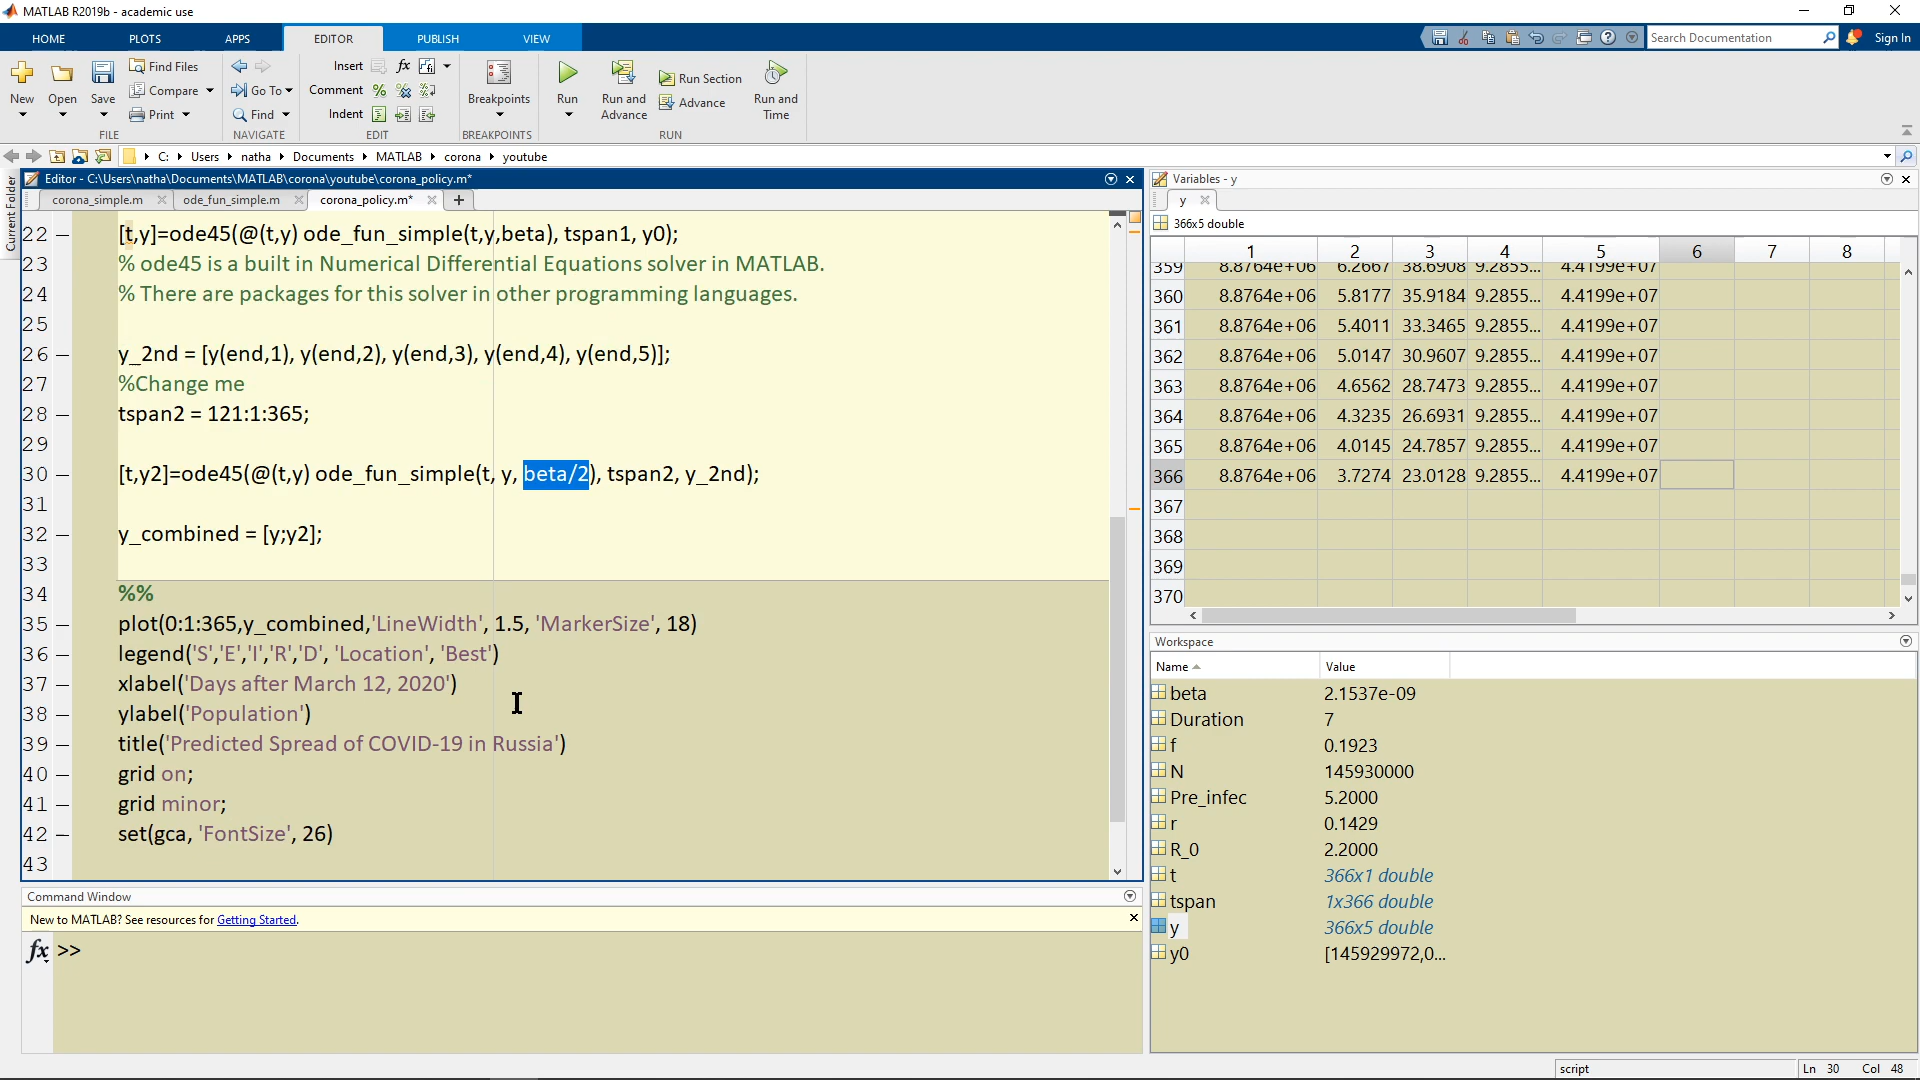 MATLAB R2019b - academic use
HOME PLOTS APPS EDITOR PUBLISH VIEW
Search Documentation
Sign In
New Open Save
Find Files
Compare
Print
FILE
Go To
Find
NAVIGATE
Insert fx
Comment
Indent
EDIT
Breakpoints
BREAKPOINTS
Run
Run and Advance
Run Section
Advance
Run and Time
RUN
C: Users natha Documents MATLAB corona youtube
Current Folder
Editor - C:\Users\natha\Documents\MATLAB\corona\youtube\corona_policy.m*
corona_simple.m ode_fun_simple.m corona_policy.m* +
22 – [t,y]=ode45(@(t,y) ode_fun_simple(t,y,beta), tspan1, y0);
23 % ode45 is a built in Numerical Differential Equations solver in MATLAB.
24 % There are packages for this solver in other programming languages.
25
26 – y_2nd = [y(end,1), y(end,2), y(end,3), y(end,4), y(end,5)];
27 %Change me
28 – tspan2 = 121:1:365;
29
30 – [t,y2]=ode45(@(t,y) ode_fun_simple(t, y, beta/2), tspan2, y_2nd);
31
32 – y_combined = [y;y2];
33
34 %%
35 – plot(0:1:365,y_combined,'LineWidth', 1.5, 'MarkerSize', 18)
36 – legend('S','E','I','R','D', 'Location', 'Best')
37 – xlabel('Days after March 12, 2020')
38 – ylabel('Population')
39 – title('Predicted Spread of COVID-19 in Russia')
40 – grid on;
41 – grid minor;
42 – set(gca, 'FontSize', 26)
43
Command Window
New to MATLAB? See resources for Getting Started.
fx >>
Variables - y
y
366x5 double
1 2 3 4 5 6 7 8
359 8.8764e+06 6.2667 38.6908 9.2855... 4.4199e+07
360 8.8764e+06 5.8177 35.9184 9.2855... 4.4199e+07
361 8.8764e+06 5.4011 33.3465 9.2855... 4.4199e+07
362 8.8764e+06 5.0147 30.9607 9.2855... 4.4199e+07
363 8.8764e+06 4.6562 28.7473 9.2855... 4.4199e+07
364 8.8764e+06 4.3235 26.6931 9.2855... 4.4199e+07
365 8.8764e+06 4.0145 24.7857 9.2855... 4.4199e+07
366 8.8764e+06 3.7274 23.0128 9.2855... 4.4199e+07
367
368
369
370
Workspace
Name Value
beta 2.1537e-09
Duration 7
f 0.1923
N 145930000
Pre_infec 5.2000
r 0.1429
R_0 2.2000
t 366x1 double
tspan 1x366 double
y 366x5 double
y0 [145929972,0...
script Ln 30 Col 48